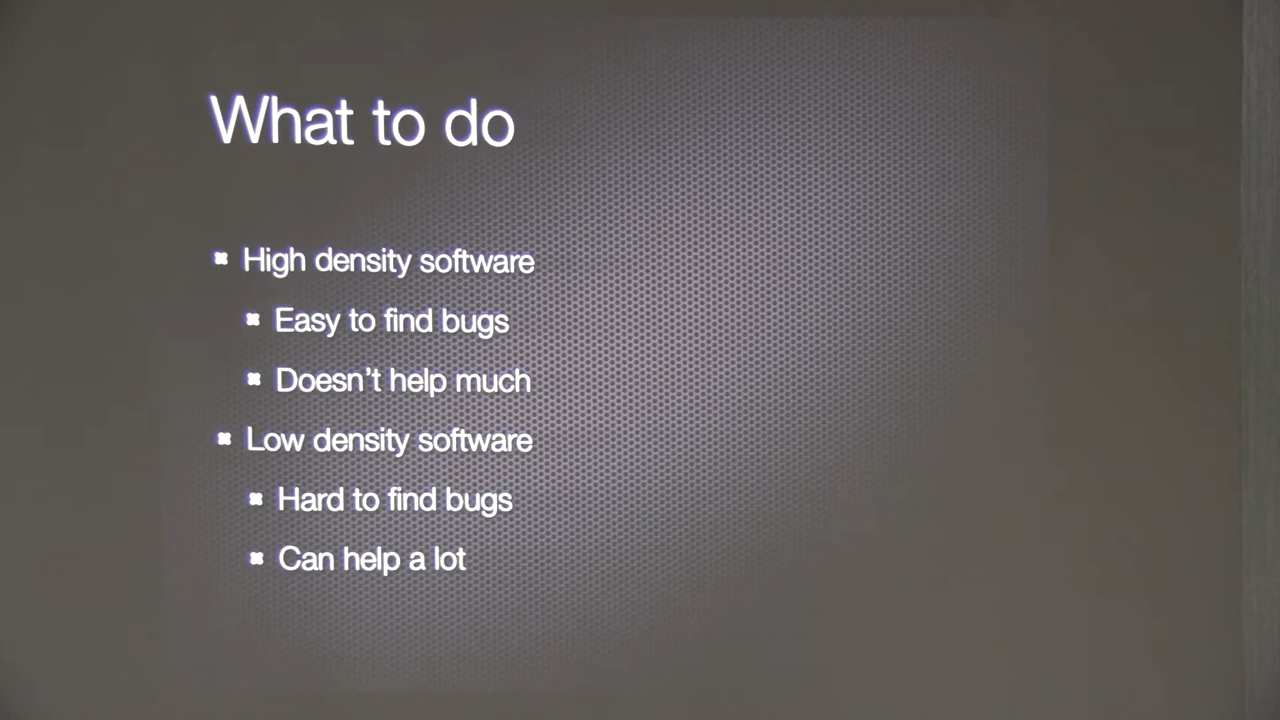 What to do
High density software
Easy to find bugs
Doesn't help much
Low density software
Hard to find bugs
Can help a lot